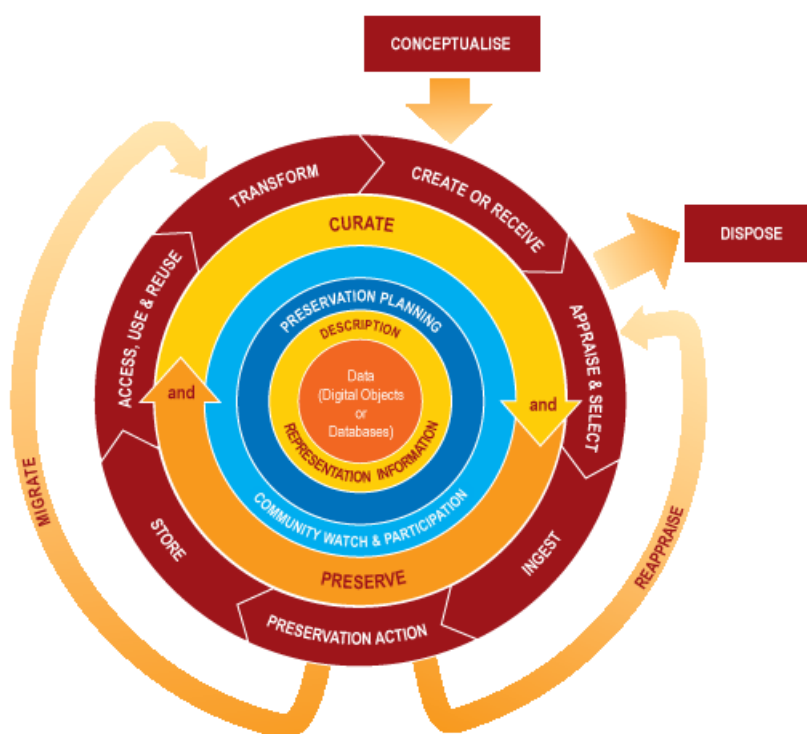 CONCEPTUALISE
DISPOSE
CREATE OR RECEIVE
APPRAISE & SELECT
INGEST
PRESERVATION ACTION
STORE
ACCESS, USE & REUSE
TRANSFORM
MIGRATE
REAPPRAISE
CURATE
and
PRESERVE
and
COMMUNITY WATCH & PARTICIPATION
PRESERVATION PLANNING
DESCRIPTION
REPRESENTATION INFORMATION
Data
(Digital Objects
or
Databases)